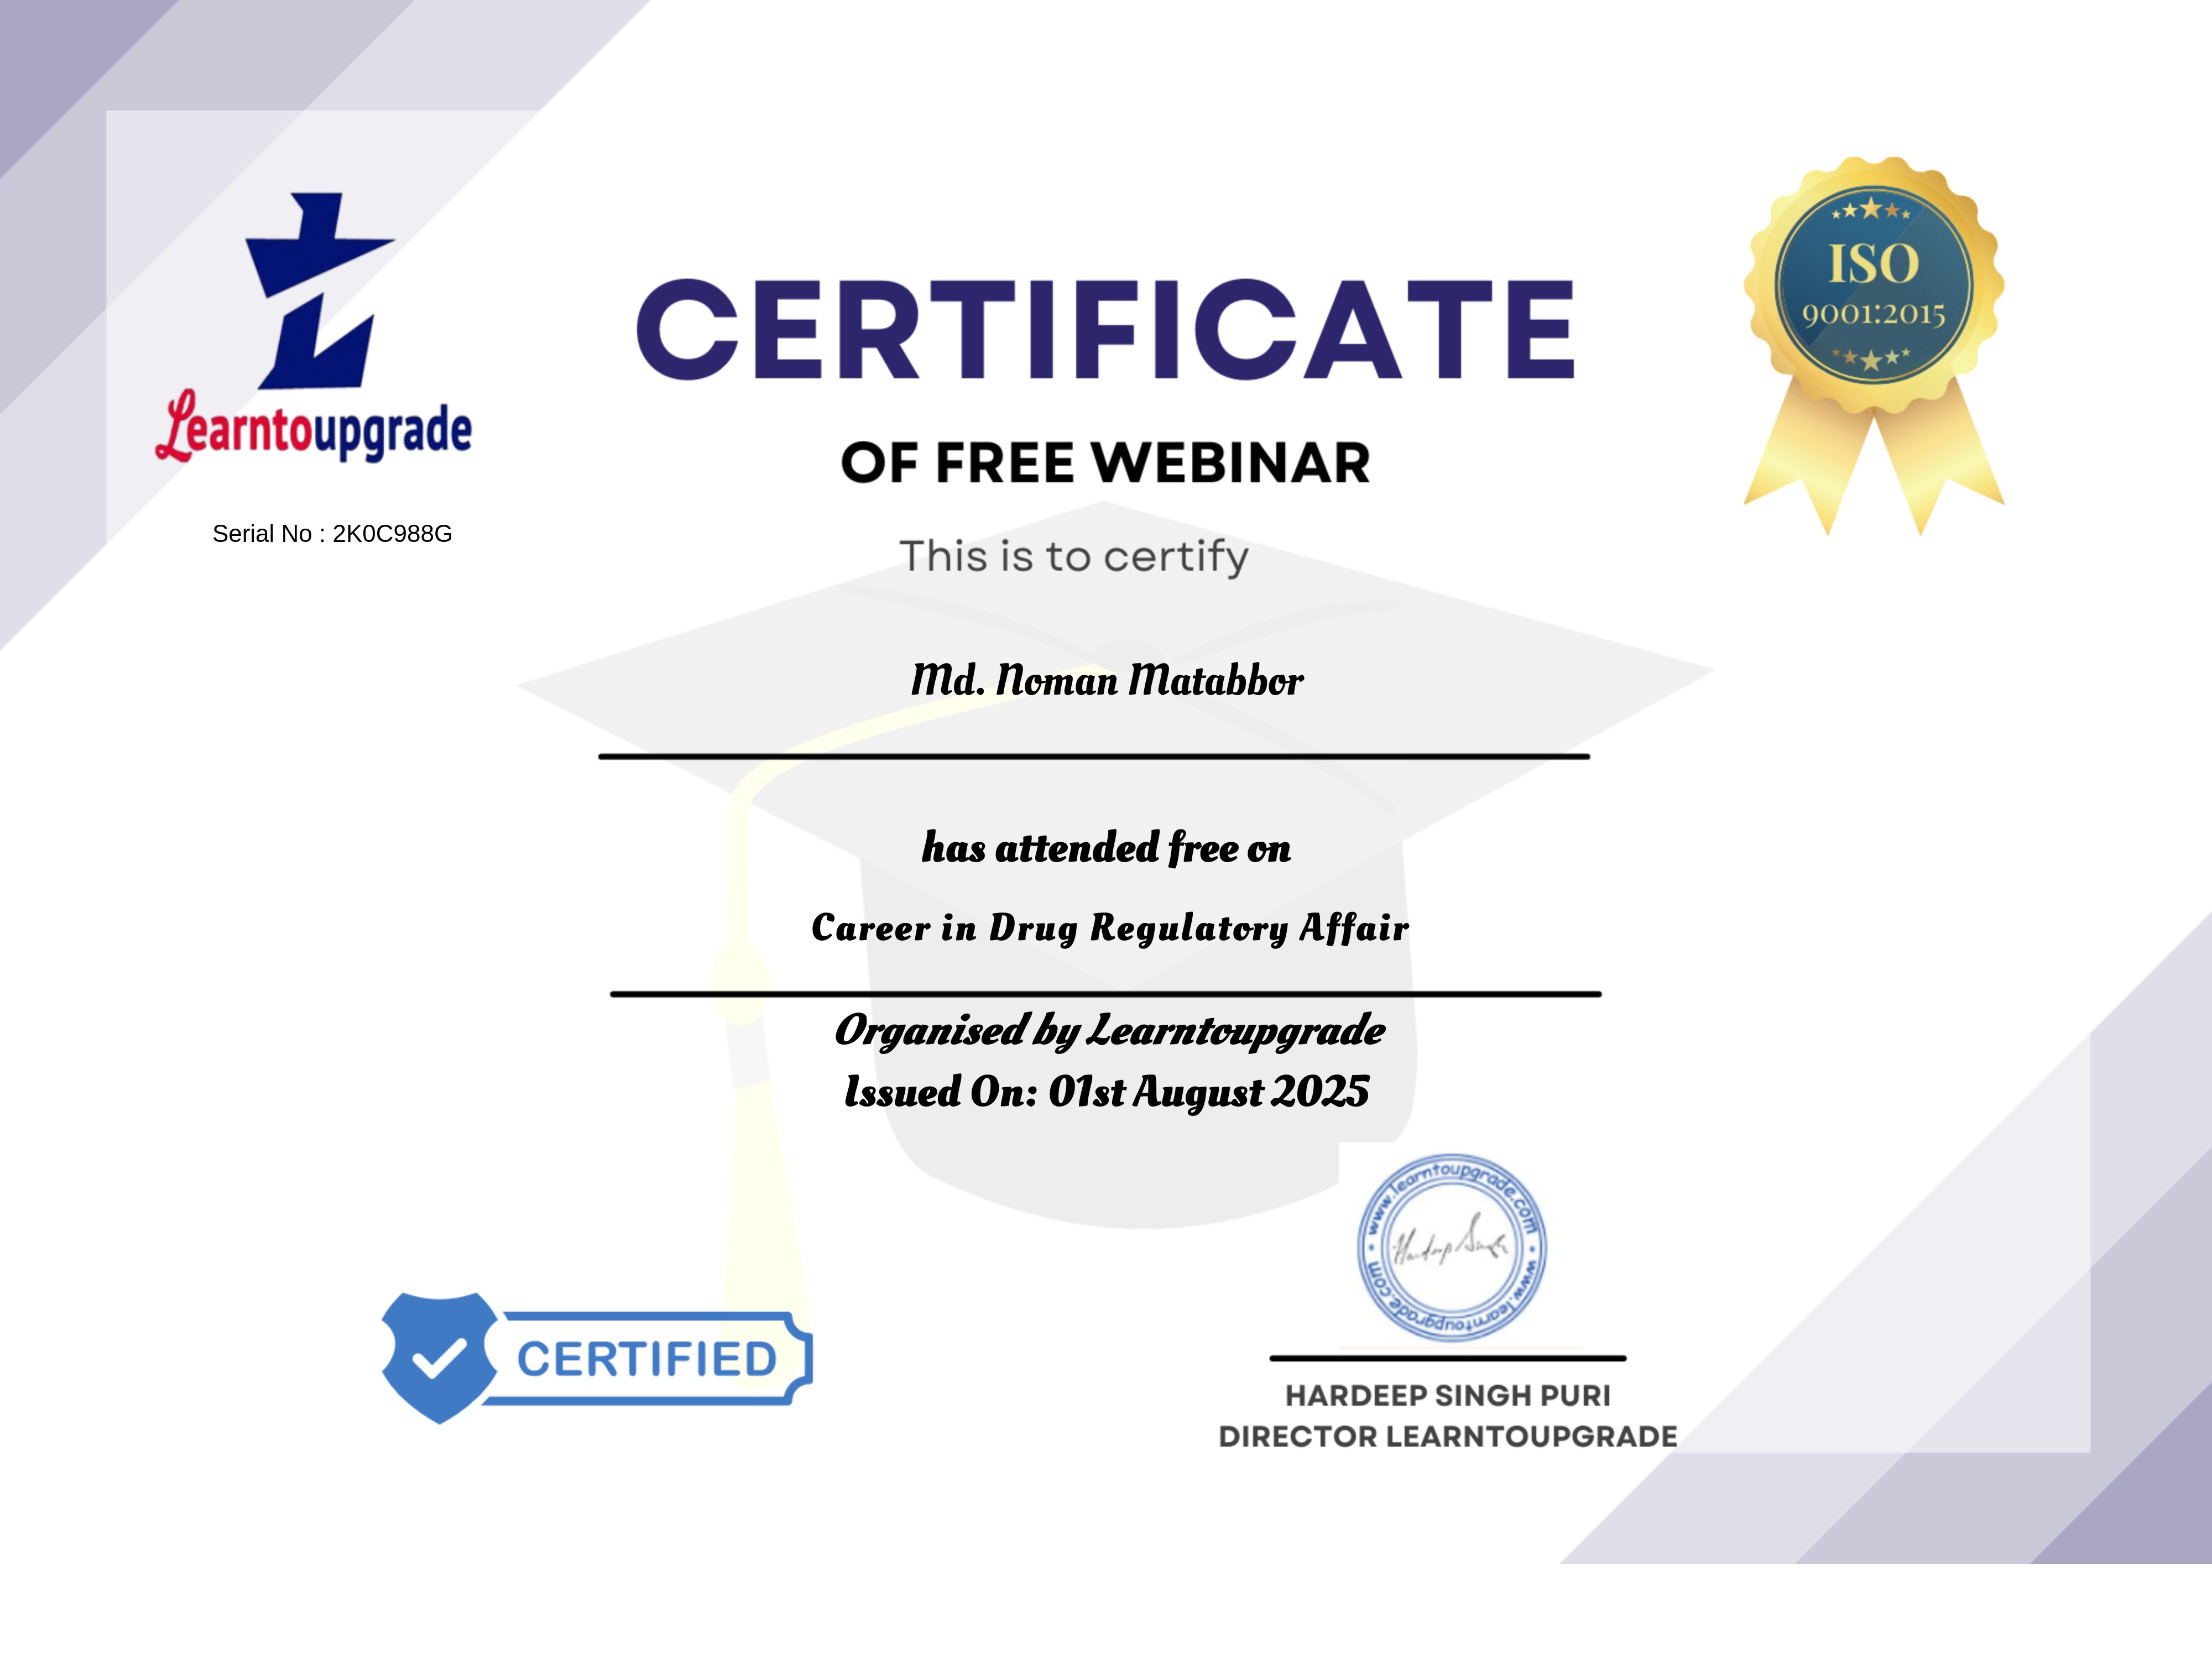 Learntoupgrade
Serial No : 2K0C988G
CERTIFICATE
OF FREE WEBINAR
ISO
9001:2015
This is to certify
Md. Noman Matabbor
has attended free on
Career in Drug Regulatory Affair
Organised by Learntoupgrade
Issued On: 01st August 2025
CERTIFIED
www.learntoupgrade.com • www.learntoupgrade.com •
Hardeep Singh
HARDEEP SINGH PURI
DIRECTOR LEARNTOUPGRADE